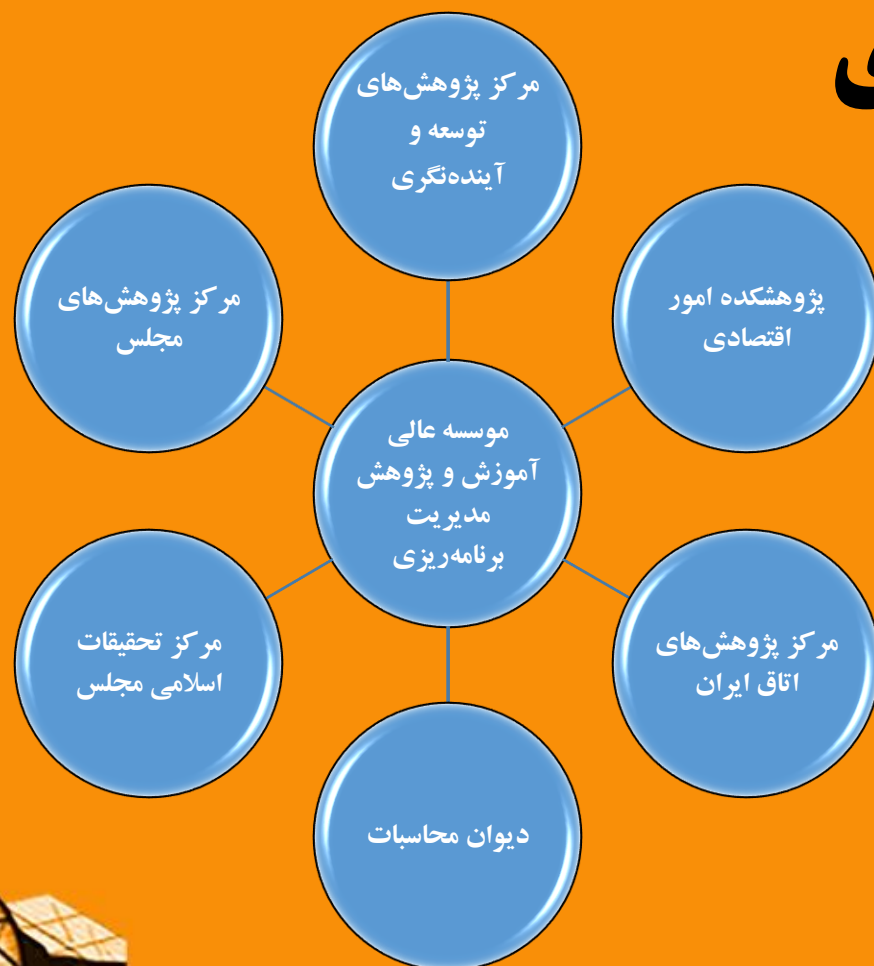 مرکز پژوهش‌های
توسعه و
آینده‌نگری
پژوهشکده امور
اقتصادی
مرکز پژوهش‌های
مجلس
موسسه عالی
آموزش و پژوهش
مدیریت
برنامه‌ریزی
مرکز پژوهش‌های
اتاق ایران
مرکز تحقیقات
اسلامی مجلس
دیوان محاسبات